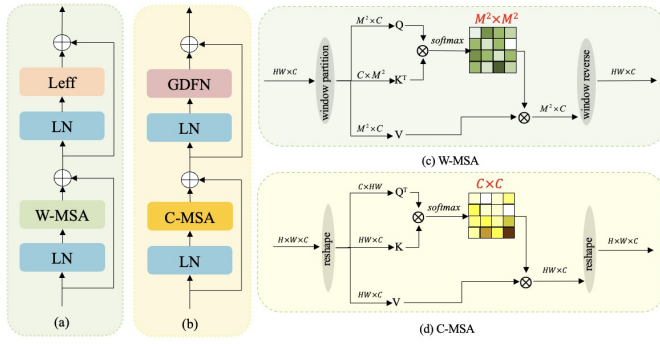 Leff
LN
W-MSA
LN
(a)
GDFN
LN
C-MSA
LN
(b)
HW×C
window partition
M²×C
Q
C×M²
Kᵀ
M²×C
V
softmax
M²×M²
M²×C
window reverse
HW×C
(c) W-MSA
H×W×C
reshape
C×HW
Qᵀ
HW×C
K
HW×C
V
softmax
C×C
HW×C
reshape
H×W×C
(d) C-MSA